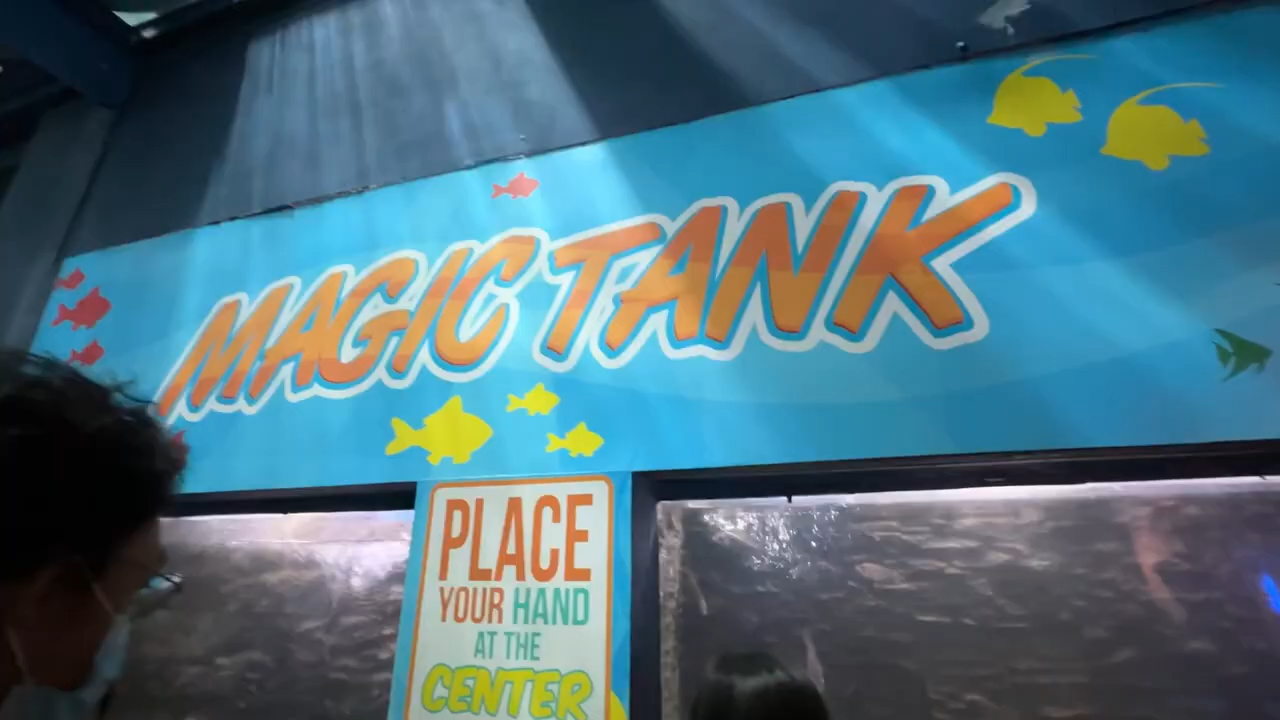 MAGIC TANK
PLACE
YOUR HAND
AT THE
CENTER